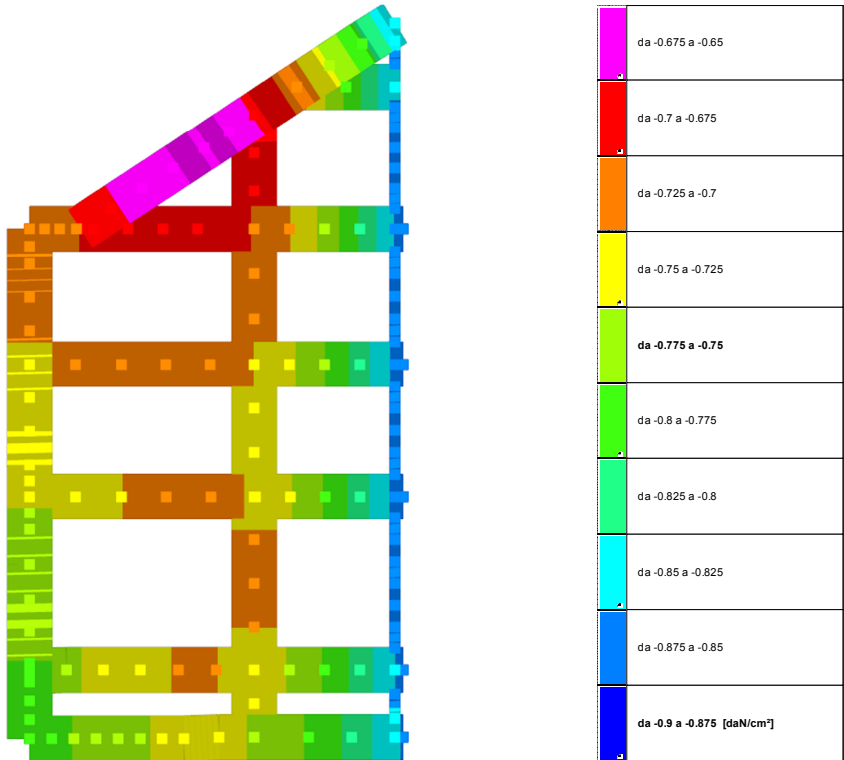 da -0.675 a -0.65
da -0.7 a -0.675
da -0.725 a -0.7
da -0.75 a -0.725
da -0.775 a -0.75
da -0.8 a -0.775
da -0.825 a -0.8
da -0.85 a -0.825
da -0.875 a -0.85
da -0.9 a -0.875 [daN/cm²]